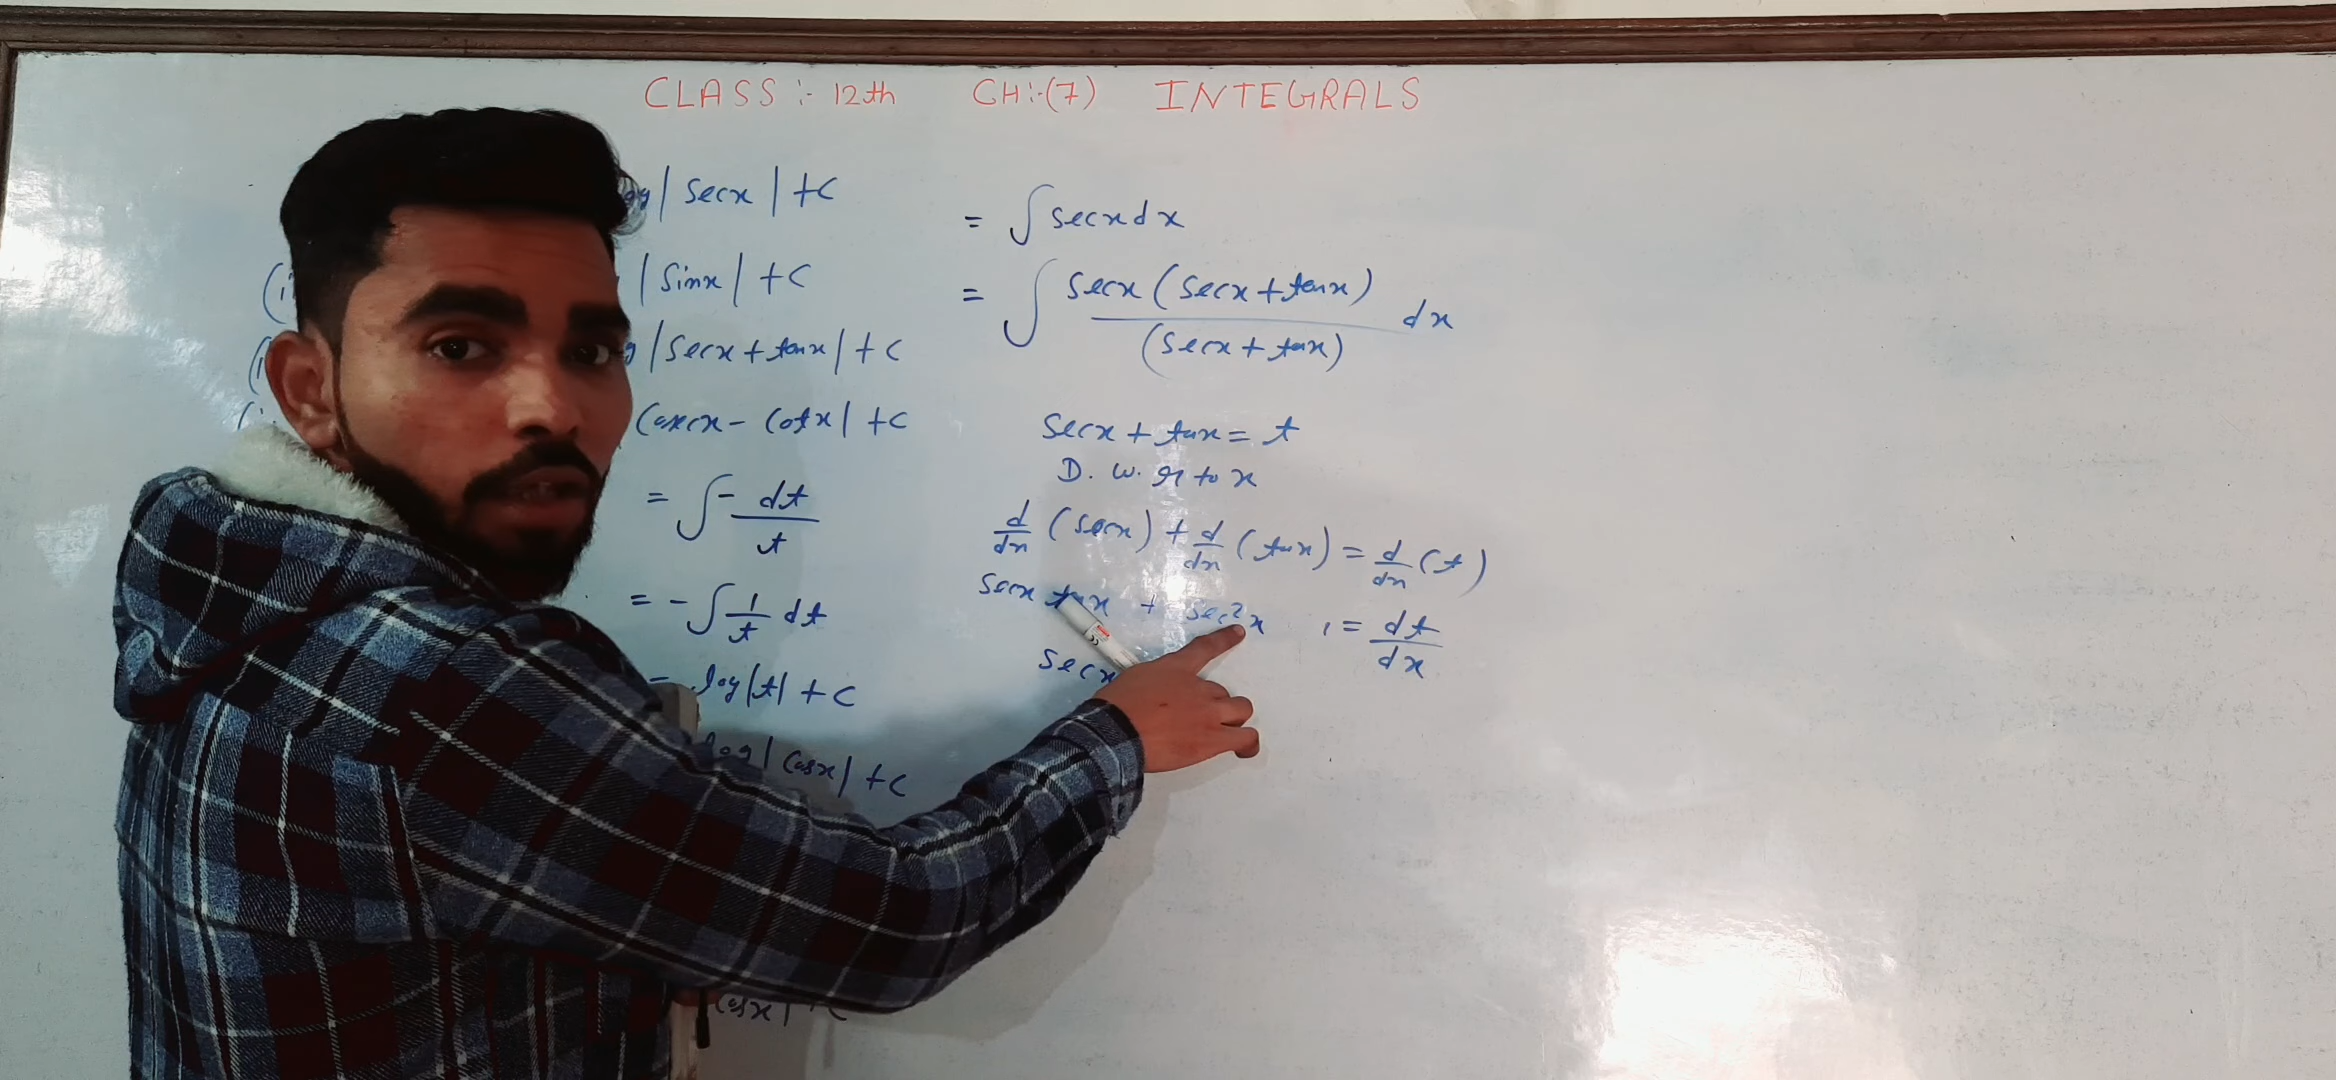 CLASS :- 12th CH:-(7) INTEGRALS
| Secx | +C
| Sinx | +C
| Secx + tanx | +C
Cosecx - Cotx | +C
= ∫ - dt/t
= - ∫ 1/t dt
= log |t| +C
log | Cosx | +C
Cosx |
= ∫ secx dx
= ∫ Secx (Secx + tanx) / (Secx + tanx) dx
Secx + tanx = t
D. w. r to x
d/dx (Secx) + d/dx (tanx) = d/dx (t)
Secx tanx + Sec²x = dt/dx
Secx